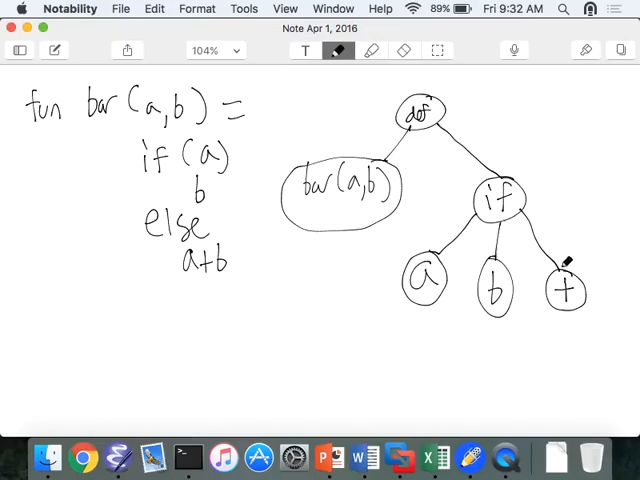 Notability File Edit Format Tools View Window Help 89% Fri 9:32 AM
Note Apr 1, 2016
104% T
fun bar(a,b) =
if (a)
b
else
a+b
def
bar(a,b)
if
a b +